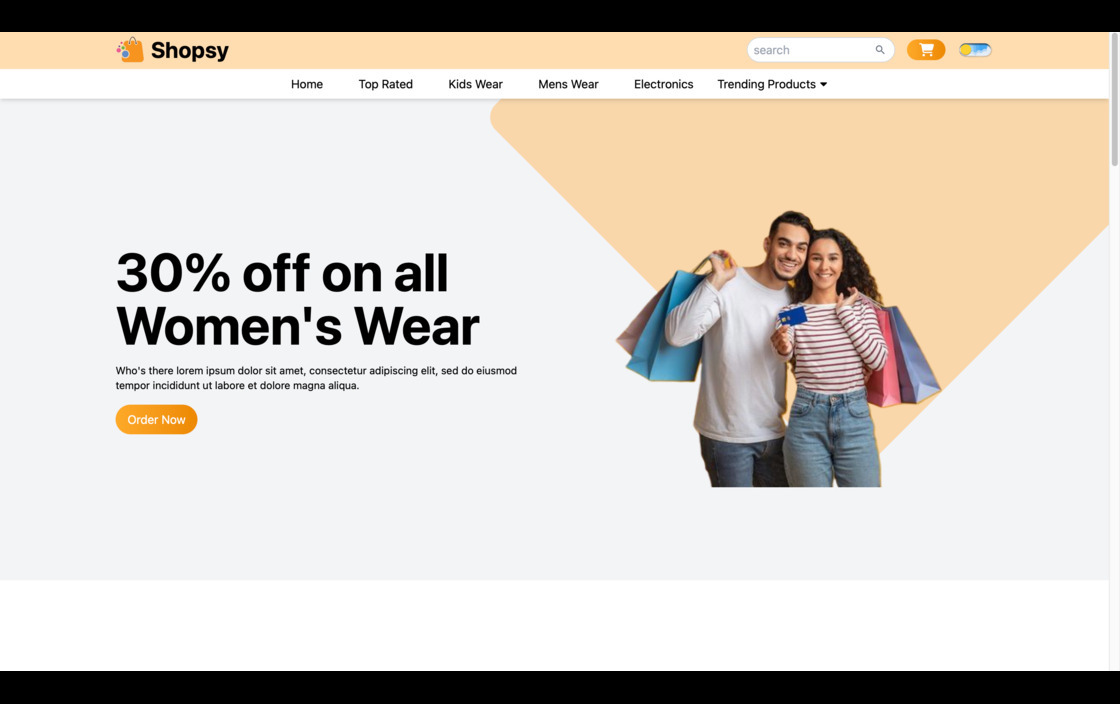 Shopsy
search
Home Top Rated Kids Wear Mens Wear Electronics Trending Products
30% off on all
Women's Wear
Who's there lorem ipsum dolor sit amet, consectetur adipiscing elit, sed do eiusmod
tempor incididunt ut labore et dolore magna aliqua.
Order Now